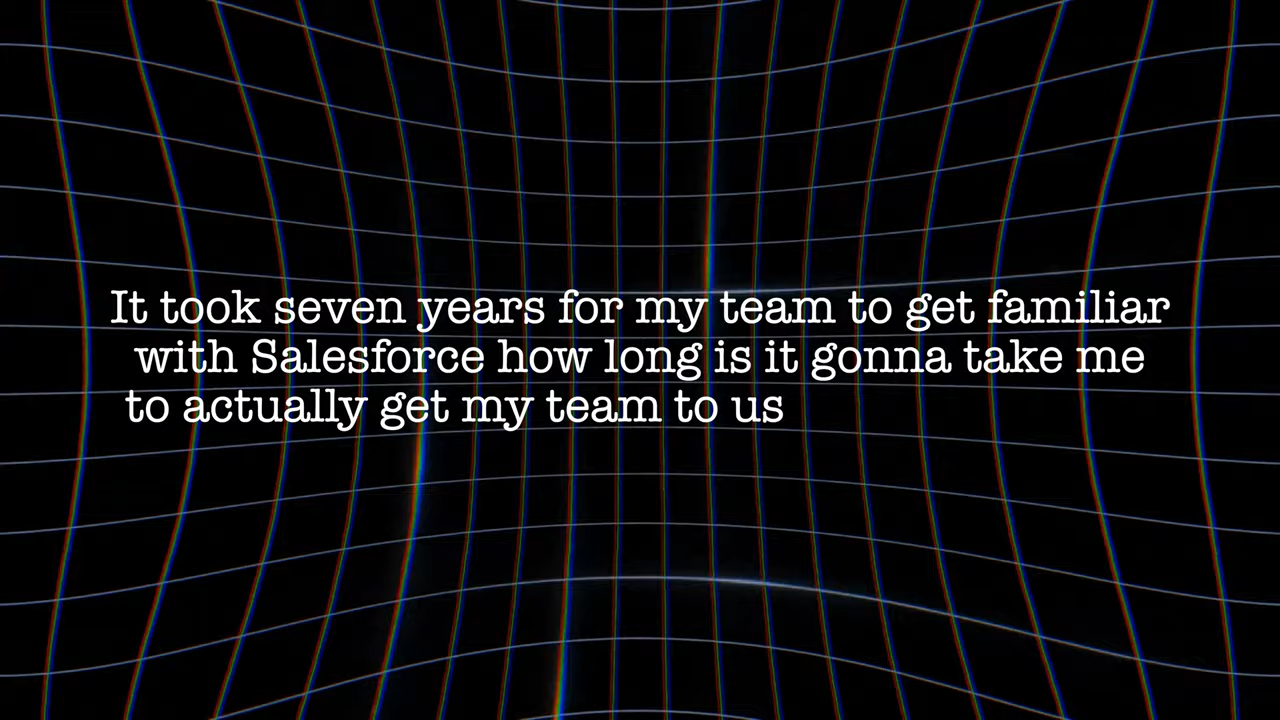 It took seven years for my team to get familiar
with Salesforce how long is it gonna take me
to actually get my team to us